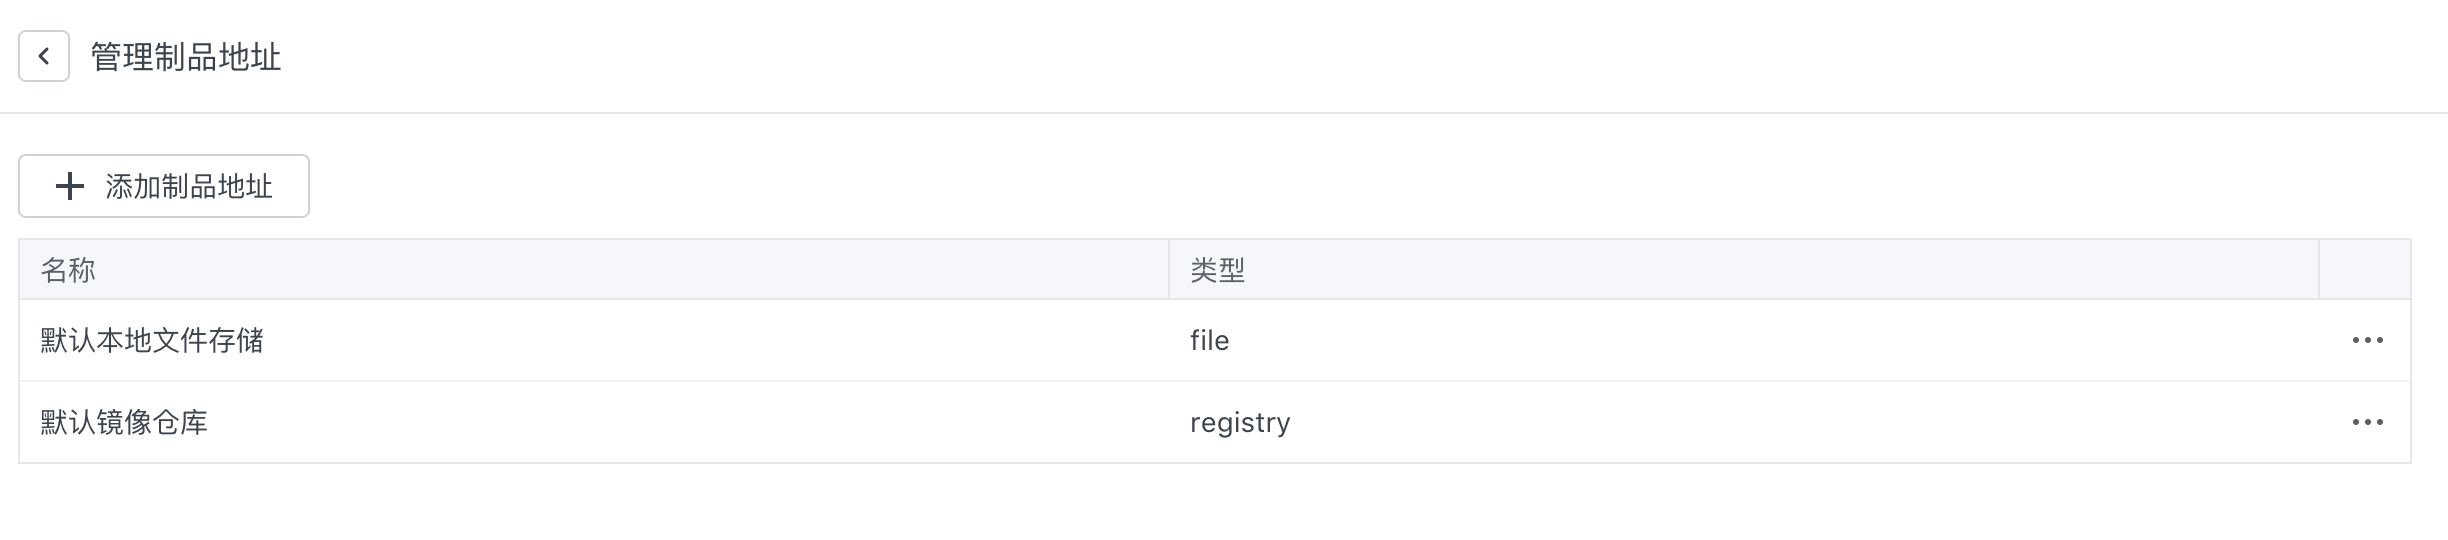 管理制品地址
添加制品地址
名称 类型
默认本地文件存储 file
默认镜像仓库 registry